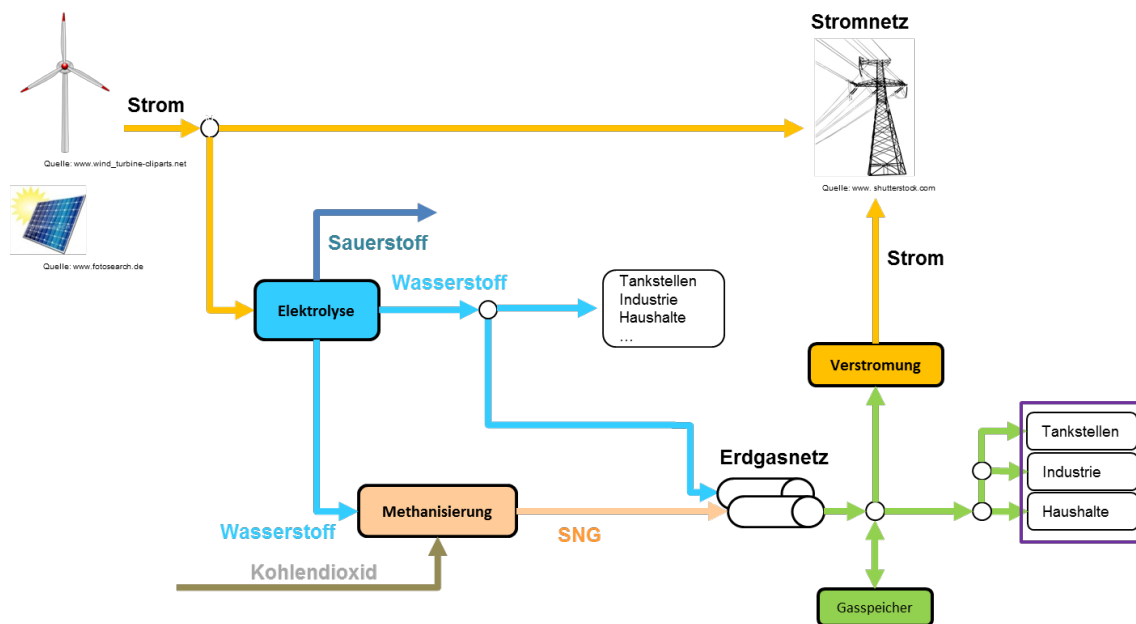 Stromnetz
Strom
Quelle: www.wind_turbine-cliparts.net
Quelle: www. shutterstock.com
Quelle: www.fotosearch.de
Sauerstoff
Wasserstoff
Strom
Tankstellen
Industrie
Haushalte
...
Elektrolyse
Verstromung
Erdgasnetz
Tankstellen
Industrie
Haushalte
Methanisierung
Wasserstoff
SNG
Kohlendioxid
Gasspeicher